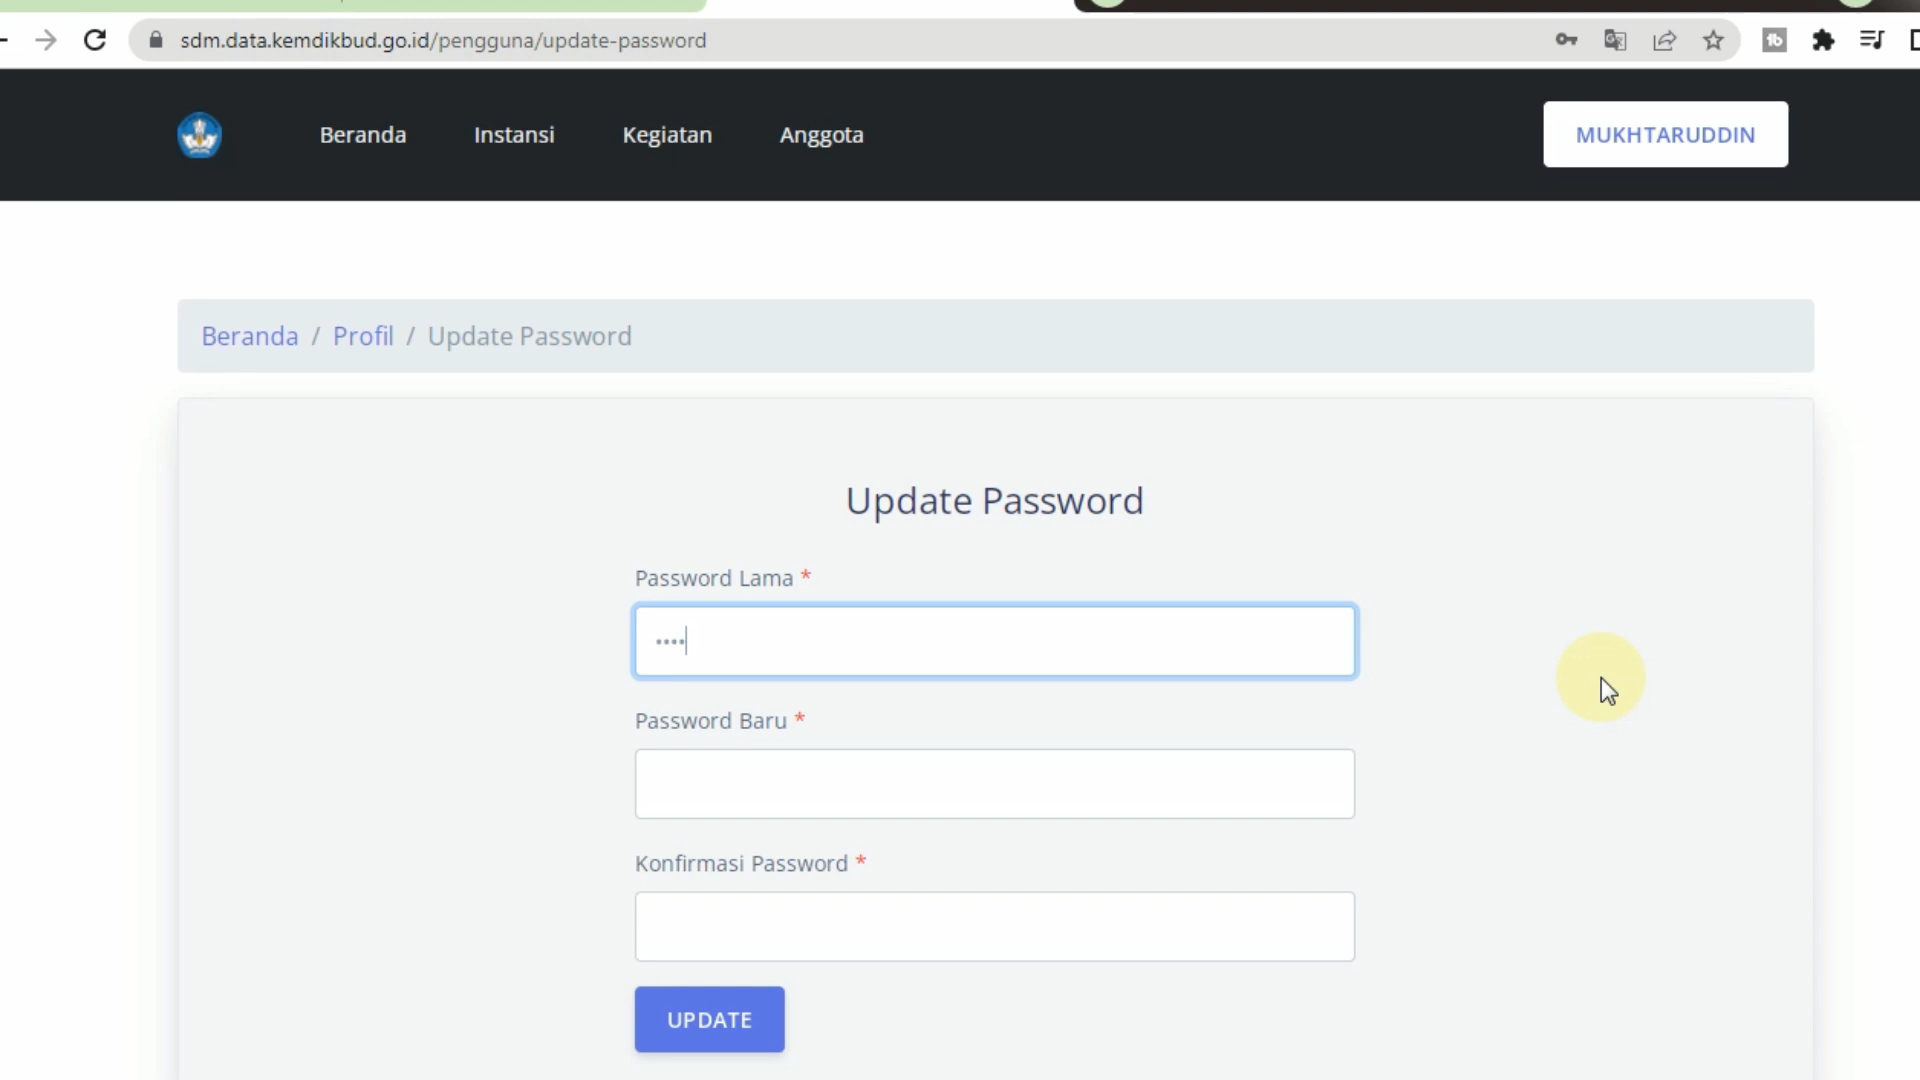 sdm.data.kemdikbud.go.id/pengguna/update-password
Beranda
Instansi
Kegiatan
Anggota
MUKHTARUDDIN
Beranda / Profil / Update Password
Update Password
Password Lama *
••••
Password Baru *
Konfirmasi Password *
UPDATE